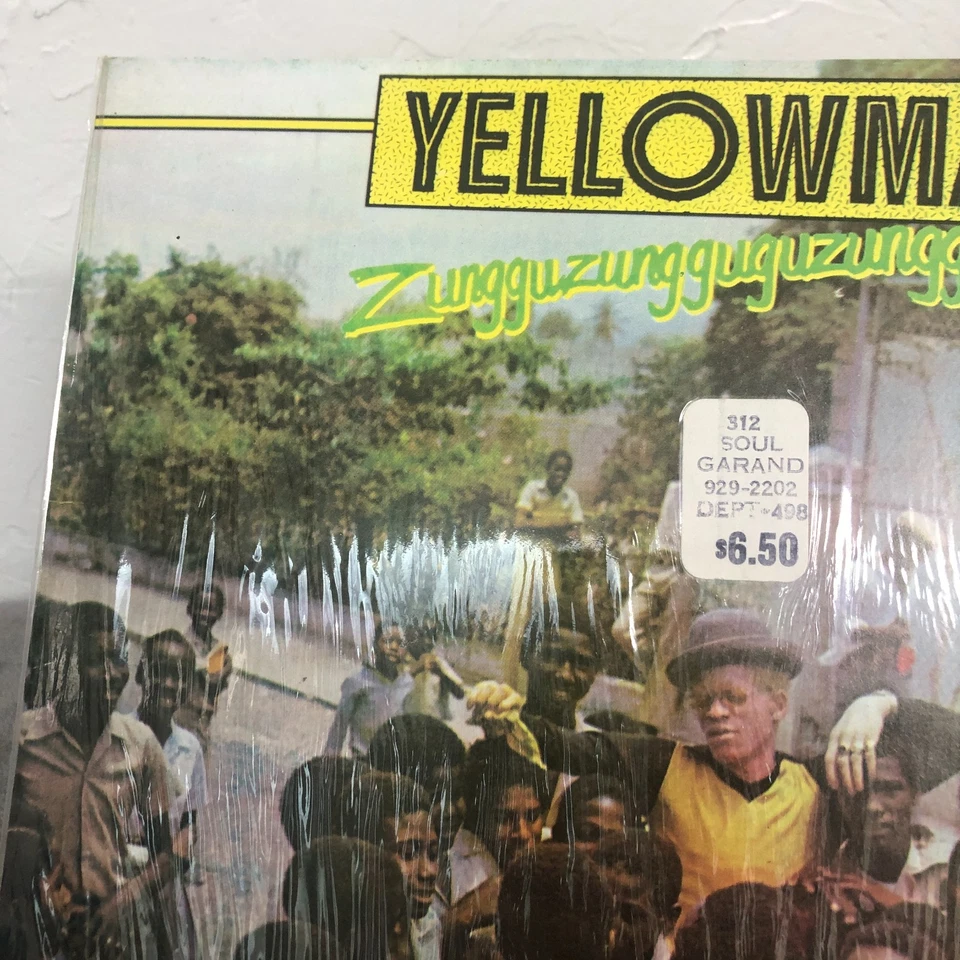 YELLOWMA
Zungguzungguguzungg
312
SOUL
GARAND
929-2202
DEPT-498
$6.50